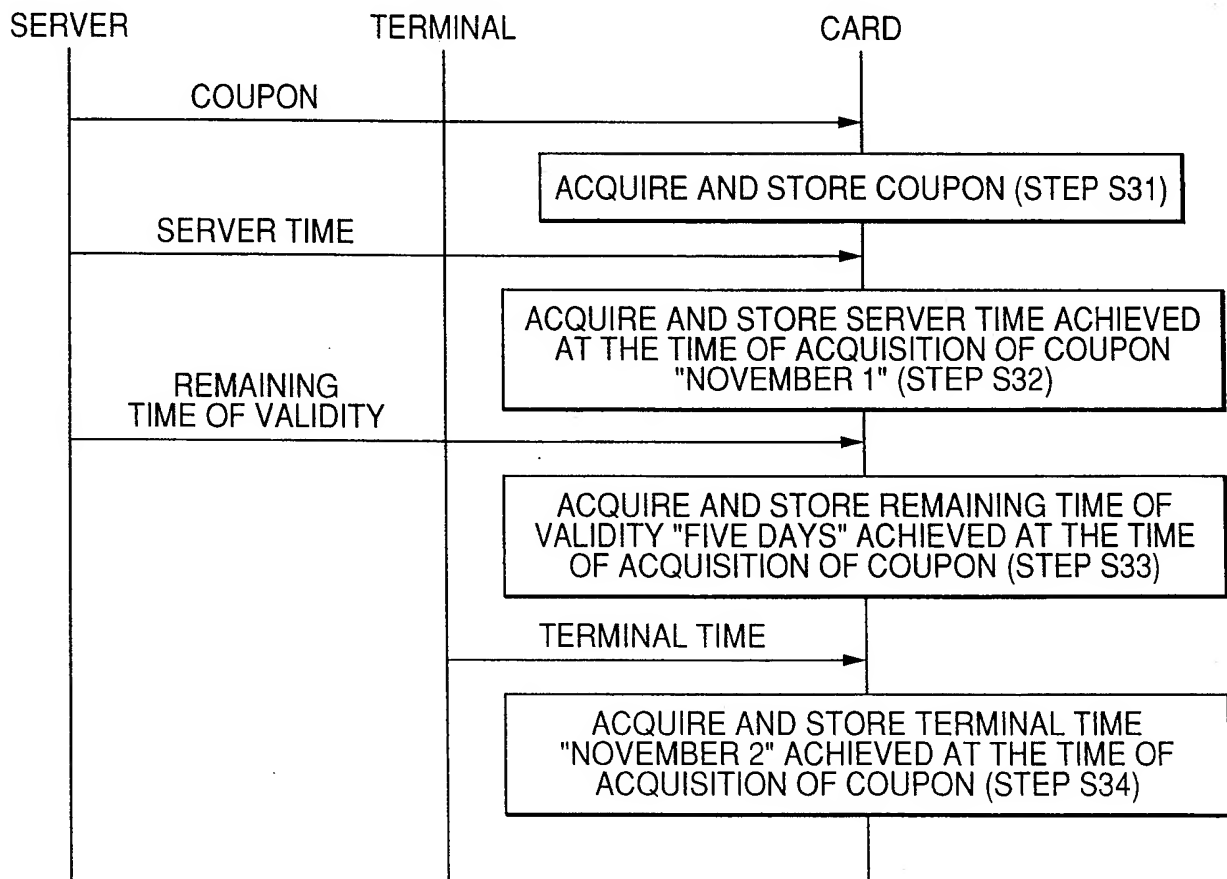 SERVER
TERMINAL
CARD
COUPON
ACQUIRE AND STORE COUPON (STEP S31)
SERVER TIME
ACQUIRE AND STORE SERVER TIME ACHIEVED
AT THE TIME OF ACQUISITION OF COUPON
"NOVEMBER 1" (STEP S32)
REMAINING
TIME OF VALIDITY
ACQUIRE AND STORE REMAINING TIME OF
VALIDITY "FIVE DAYS" ACHIEVED AT THE TIME
OF ACQUISITION OF COUPON (STEP S33)
TERMINAL TIME
ACQUIRE AND STORE TERMINAL TIME
"NOVEMBER 2" ACHIEVED AT THE TIME OF
ACQUISITION OF COUPON (STEP S34)